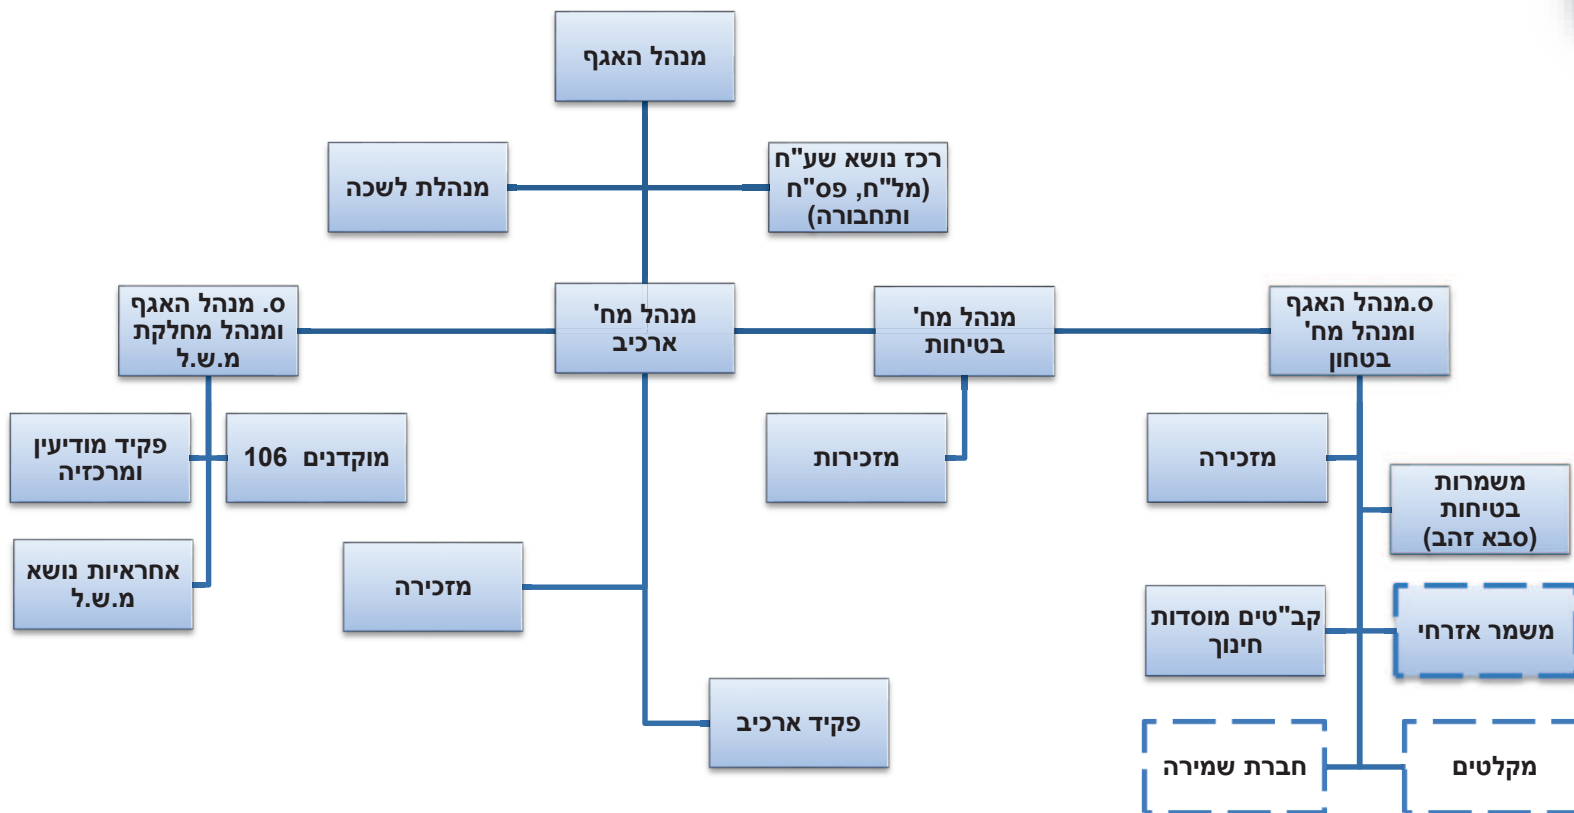 מנהל האגף
רכז נושא שע"ח
(מל"ח, פס"ח
ותחבורה)
מנהלת לשכה
ס.מנהל האגף
ומנהל מח'
בטחון
מנהל מח'
בטיחות
מנהל מח'
ארכיב
ס. מנהל האגף
ומנהל מחלקת
מ.ש.ל
מזכירה
משמרות
בטיחות
(סבא זהב)
קב"טים מוסדות
חינוך
משמר אזרחי
מקלטים
חברת שמירה
מזכירות
מזכירה
פקיד ארכיב
מוקדנים 106
פקיד מודיעין
ומרכזיה
אחראיות נושא
מ.ש.ל